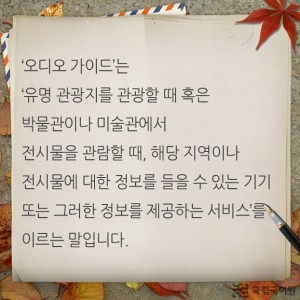 ‘오디오 가이드’는
‘유명 관광지를 관광할 때 혹은
박물관이나 미술관에서
전시물을 관람할 때, 해당 지역이나
전시물에 대한 정보를 들을 수 있는 기기
또는 그러한 정보를 제공하는 서비스’를
이르는 말입니다.
국립국어원